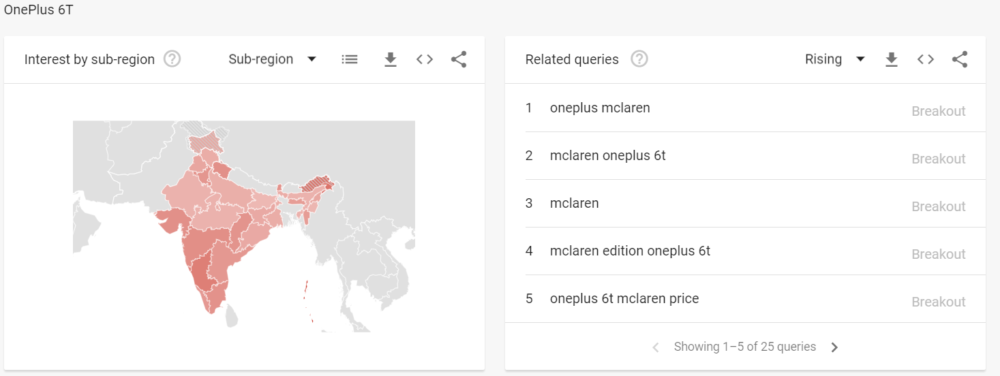 OnePlus 6T
Interest by sub-region ? Sub-region
Related queries ? Rising
1 oneplus mclaren Breakout
2 mclaren oneplus 6t Breakout
3 mclaren Breakout
4 mclaren edition oneplus 6t Breakout
5 oneplus 6t mclaren price Breakout
Showing 1–5 of 25 queries